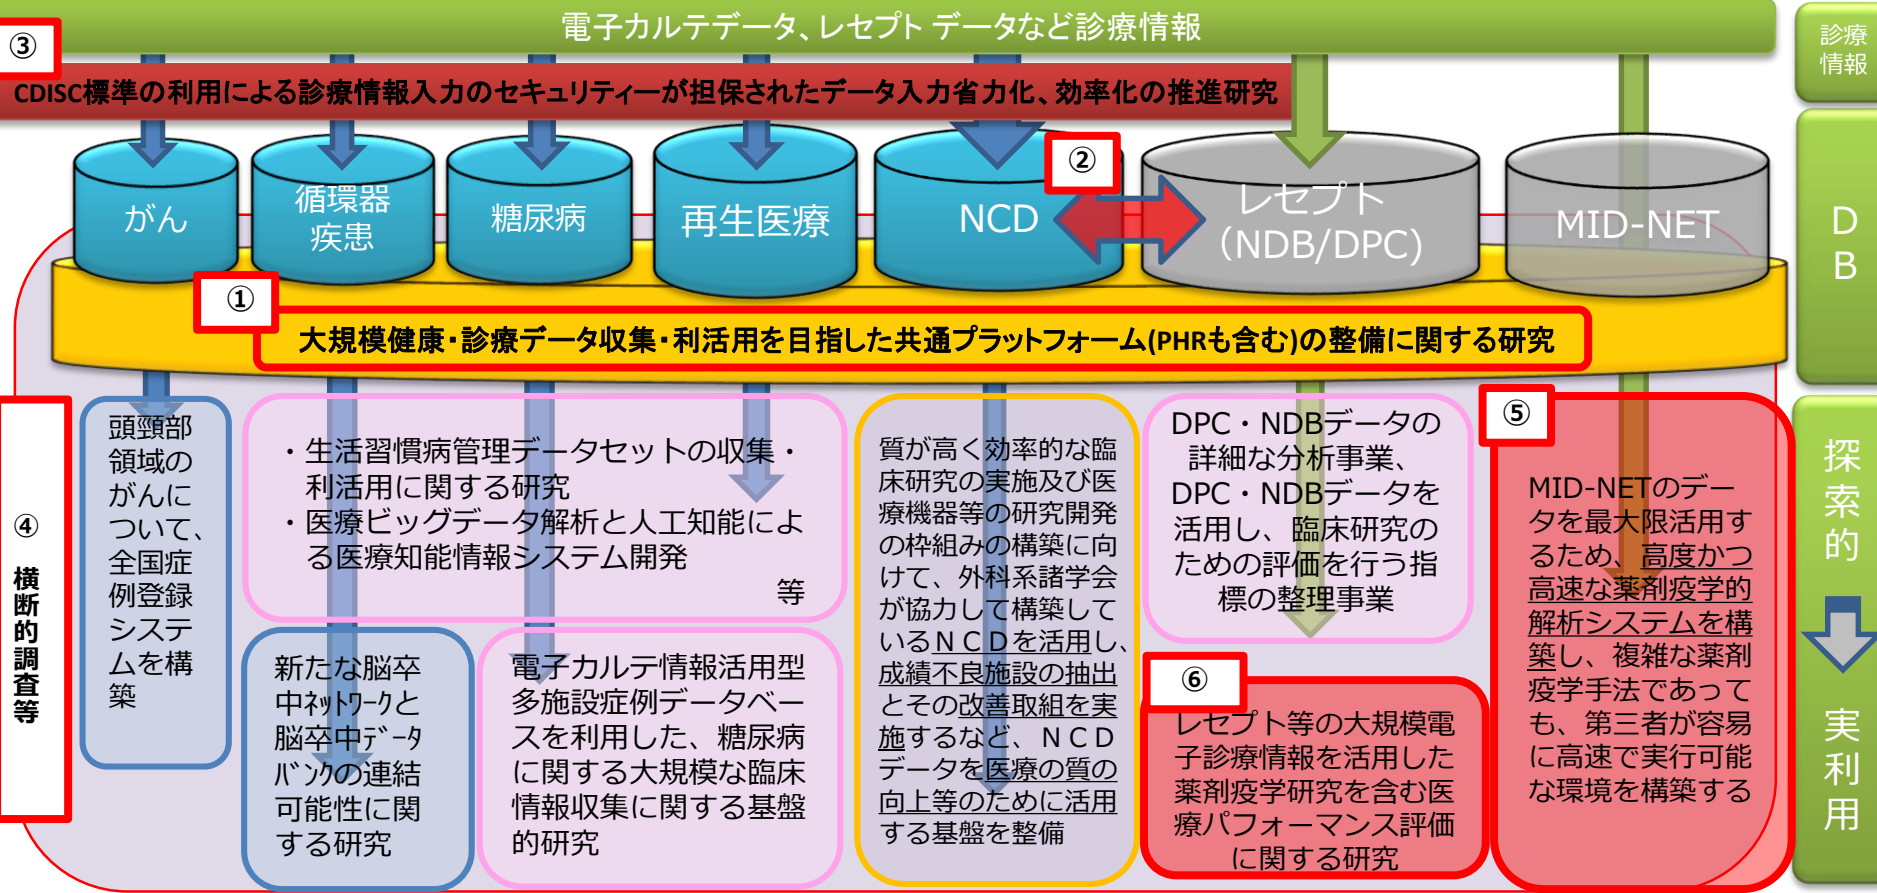 電子カルテデータ、レセプト データなど診療情報
診療
情報
③
CDISC標準の利用による診療情報入力のセキュリティーが担保されたデータ入力省力化、効率化の推進研究
がん
循環器
疾患
糖尿病
再生医療
NCD
②
レセプト
（NDB/DPC）
MID-NET
D
B
①
大規模健康・診療データ収集・利活用を目指した共通プラットフォーム(PHRも含む)の整備に関する研究
④
横断的調査等
頭頸部
領域の
がんに
ついて、
全国症
例登録
システ
ムを構
築
・生活習慣病管理データセットの収集・
利活用に関する研究
・医療ビッグデータ解析と人工知能によ
る医療知能情報システム開発
等
新たな脳卒
中ﾈｯﾄﾜｰｸと
脳卒中ﾃﾞｰﾀ
ﾊﾞﾝｸの連結
可能性に関
する研究
電子カルテ情報活用型
多施設症例データベー
スを利用した、糖尿病
に関する大規模な臨床
情報収集に関する基盤
的研究
質が高く効率的な臨
床研究の実施及び医
療機器等の研究開発
の枠組みの構築に向
けて、外科系諸学会
が協力して構築して
いるＮＣＤを活用し、
成績不良施設の抽出
とその改善取組を実
施するなど、ＮＣＤ
データを医療の質の
向上等のために活用
する基盤を整備
DPC・NDBデータの
詳細な分析事業、
DPC・NDBデータを
活用し、臨床研究の
ための評価を行う指
標の整理事業
⑥
レセプト等の大規模電
子診療情報を活用した
薬剤疫学研究を含む医
療パフォーマンス評価
に関する研究
⑤
MID-NETのデー
タを最大限活用す
るため、高度かつ
高速な薬剤疫学的
解析システムを構
築し、複雑な薬剤
疫学手法であって
も、第三者が容易
に高速で実行可能
な環境を構築する
探索的
実利用